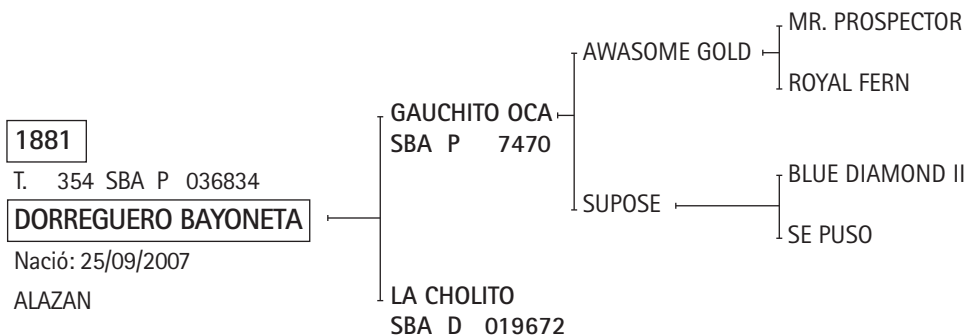 1881
T. 354 SBA P 036834
DORREGUERO BAYONETA
Nació: 25/09/2007
ALAZAN
GAUCHITO OCA
SBA P 7470
LA CHOLITO
SBA D 019672
AWASOME GOLD
SUPOSE
MR. PROSPECTOR
ROYAL FERN
BLUE DIAMOND II
SE PUSO